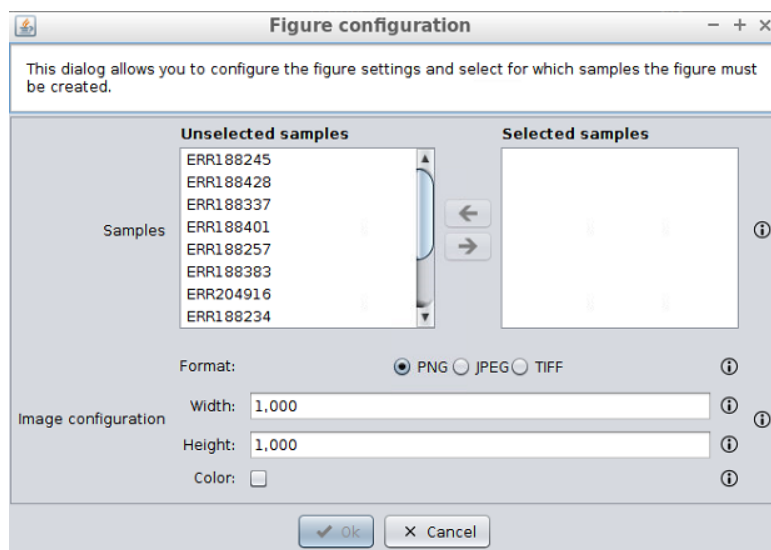 Figure configuration
This dialog allows you to configure the figure settings and select for which samples the figure must
be created.
Unselected samples
Selected samples
Samples
ERR188245
ERR188428
ERR188337
ERR188401
ERR188257
ERR188383
ERR204916
ERR188234
Image configuration
Format:
PNG JPEG TIFF
Width: 1,000
Height: 1,000
Color:
Ok
Cancel